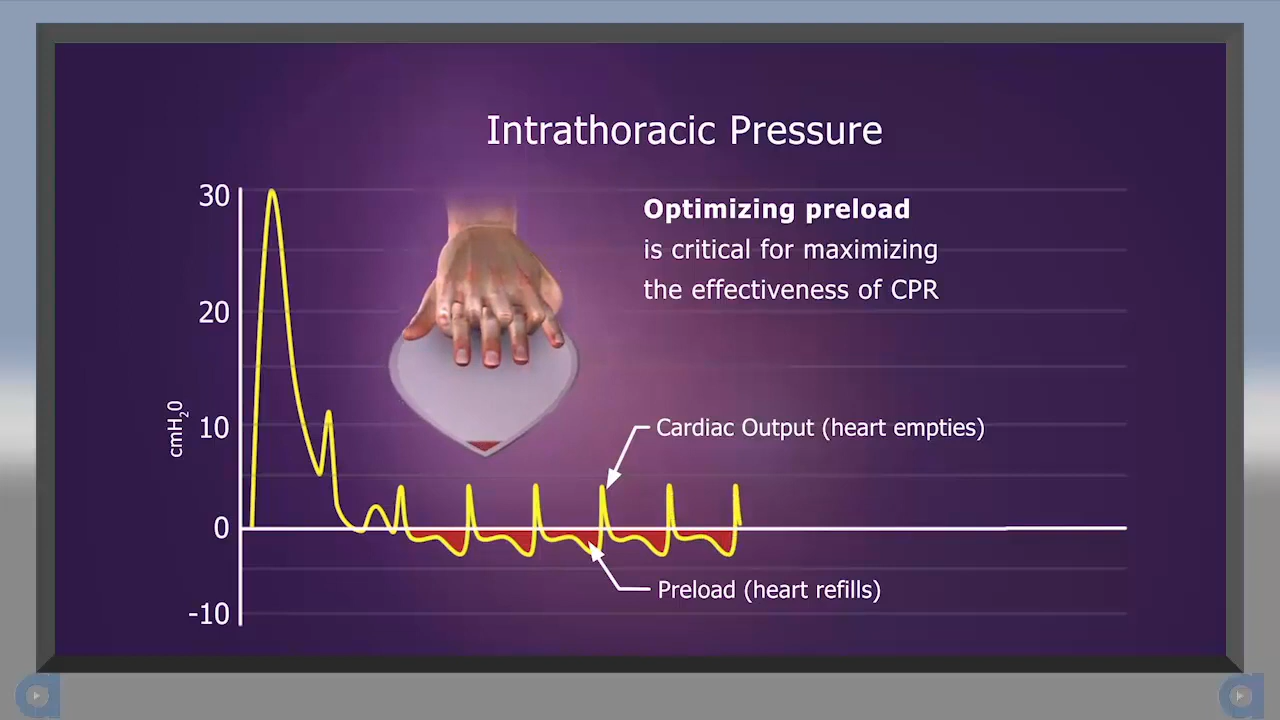 Intrathoracic Pressure
30
20
10
0
-10
cmH₂0
Optimizing preload
is critical for maximizing
the effectiveness of CPR
Cardiac Output (heart empties)
Preload (heart refills)